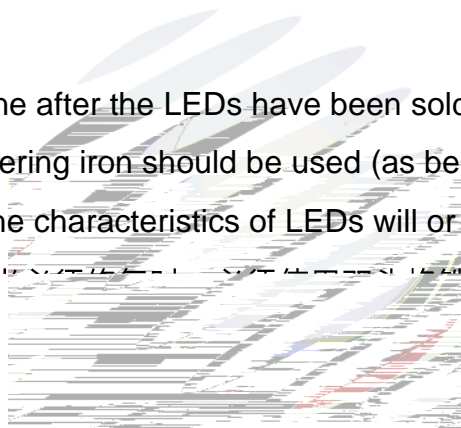 ne after the LEDs have been sold
ering iron should be used (as be
ne characteristics of LEDs will or